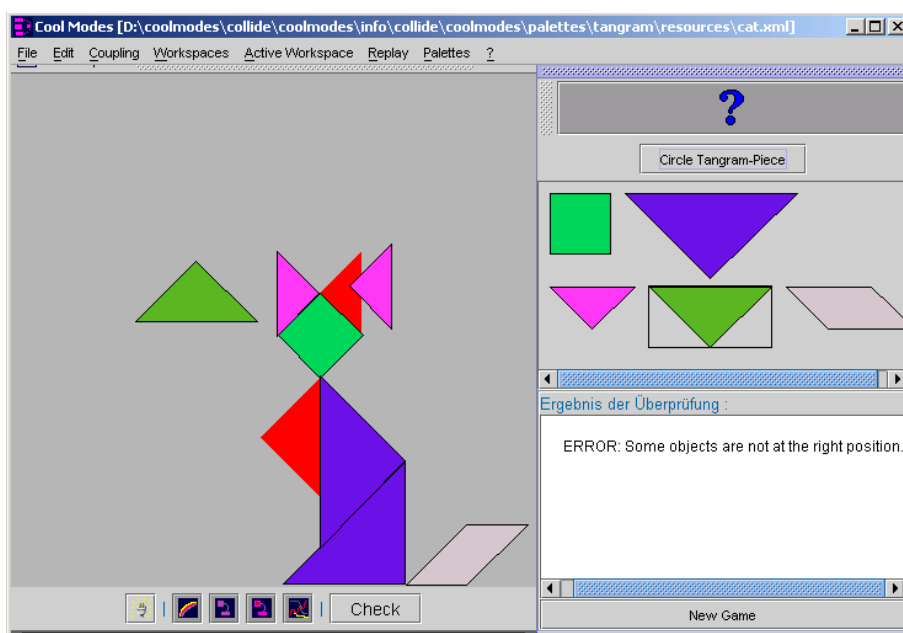 Cool Modes [D:\coolmodes\collide\coolmodes\info\collide\coolmodes\palettes\tangram\resources\cat.xml]
File Edit Coupling Workspaces Active Workspace Replay Palettes ?
?
Circle Tangram-Piece
Ergebnis der Überprüfung :
ERROR: Some objects are not at the right position.
Check
New Game